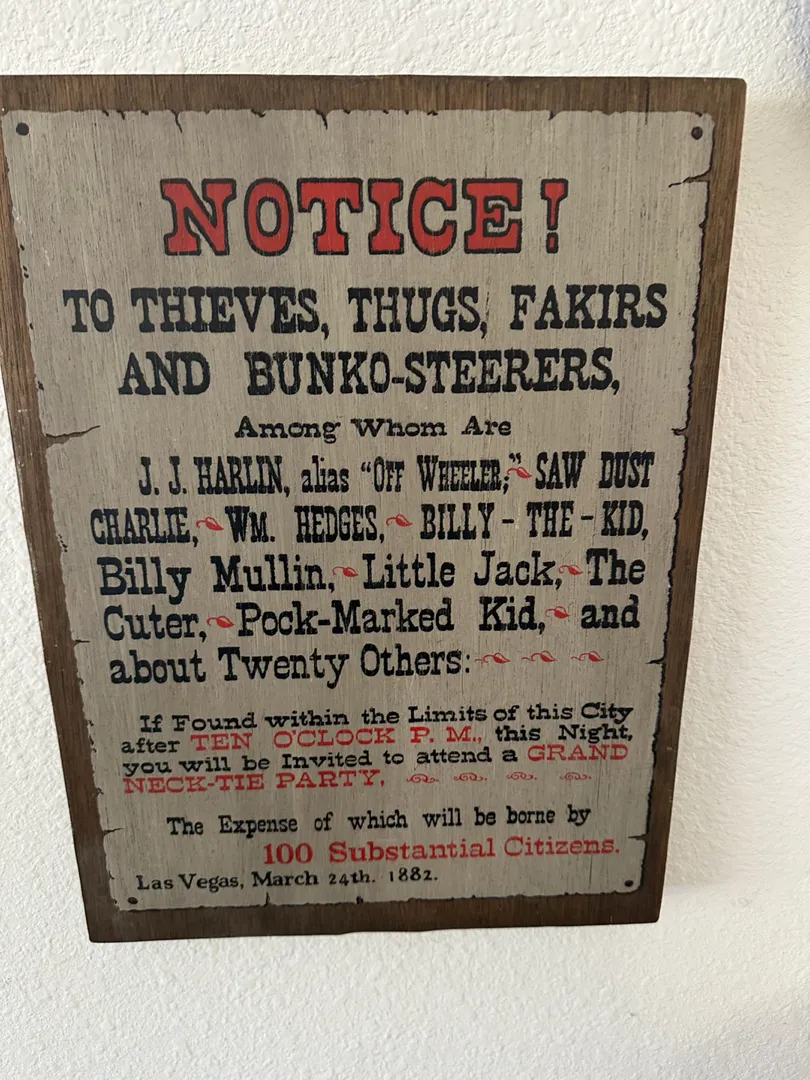 NOTICE!
TO THIEVES, THUGS, FAKIRS
AND BUNKO-STEERERS,
Among Whom Are
J. J. HARLIN, alias "OFF WHEELER;" SAW DUST
CHARLIE, WM. HEDGES, BILLY-THE-KID,
Billy Mullin, Little Jack, The
Cuter, Pock-Marked Kid, and
about Twenty Others:
If Found within the Limits of this City
after TEN O'CLOCK P. M., this Night,
you will be Invited to attend a GRAND
NECK-TIE PARTY,
The Expense of which will be borne by
100 Substantial Citizens.
Las Vegas, March 24th. 1882.